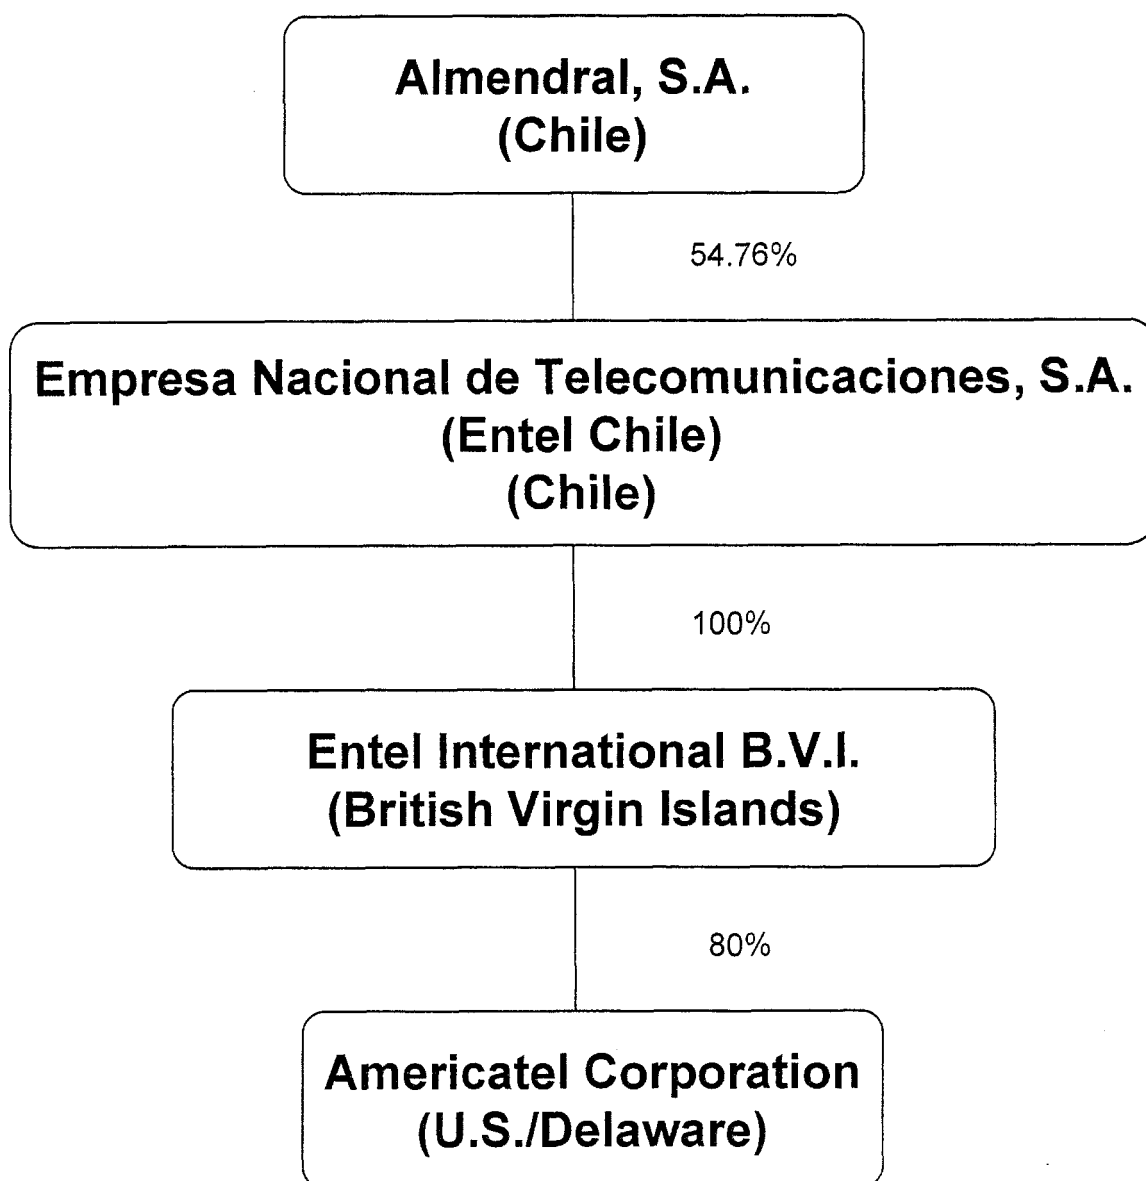 Almendral, S.A.
(Chile)
54.76%
Empresa Nacional de Telecomunicaciones, S.A.
(Entel Chile)
(Chile)
100%
Entel International B.V.I.
(British Virgin Islands)
80%
Americatel Corporation
(U.S./Delaware)